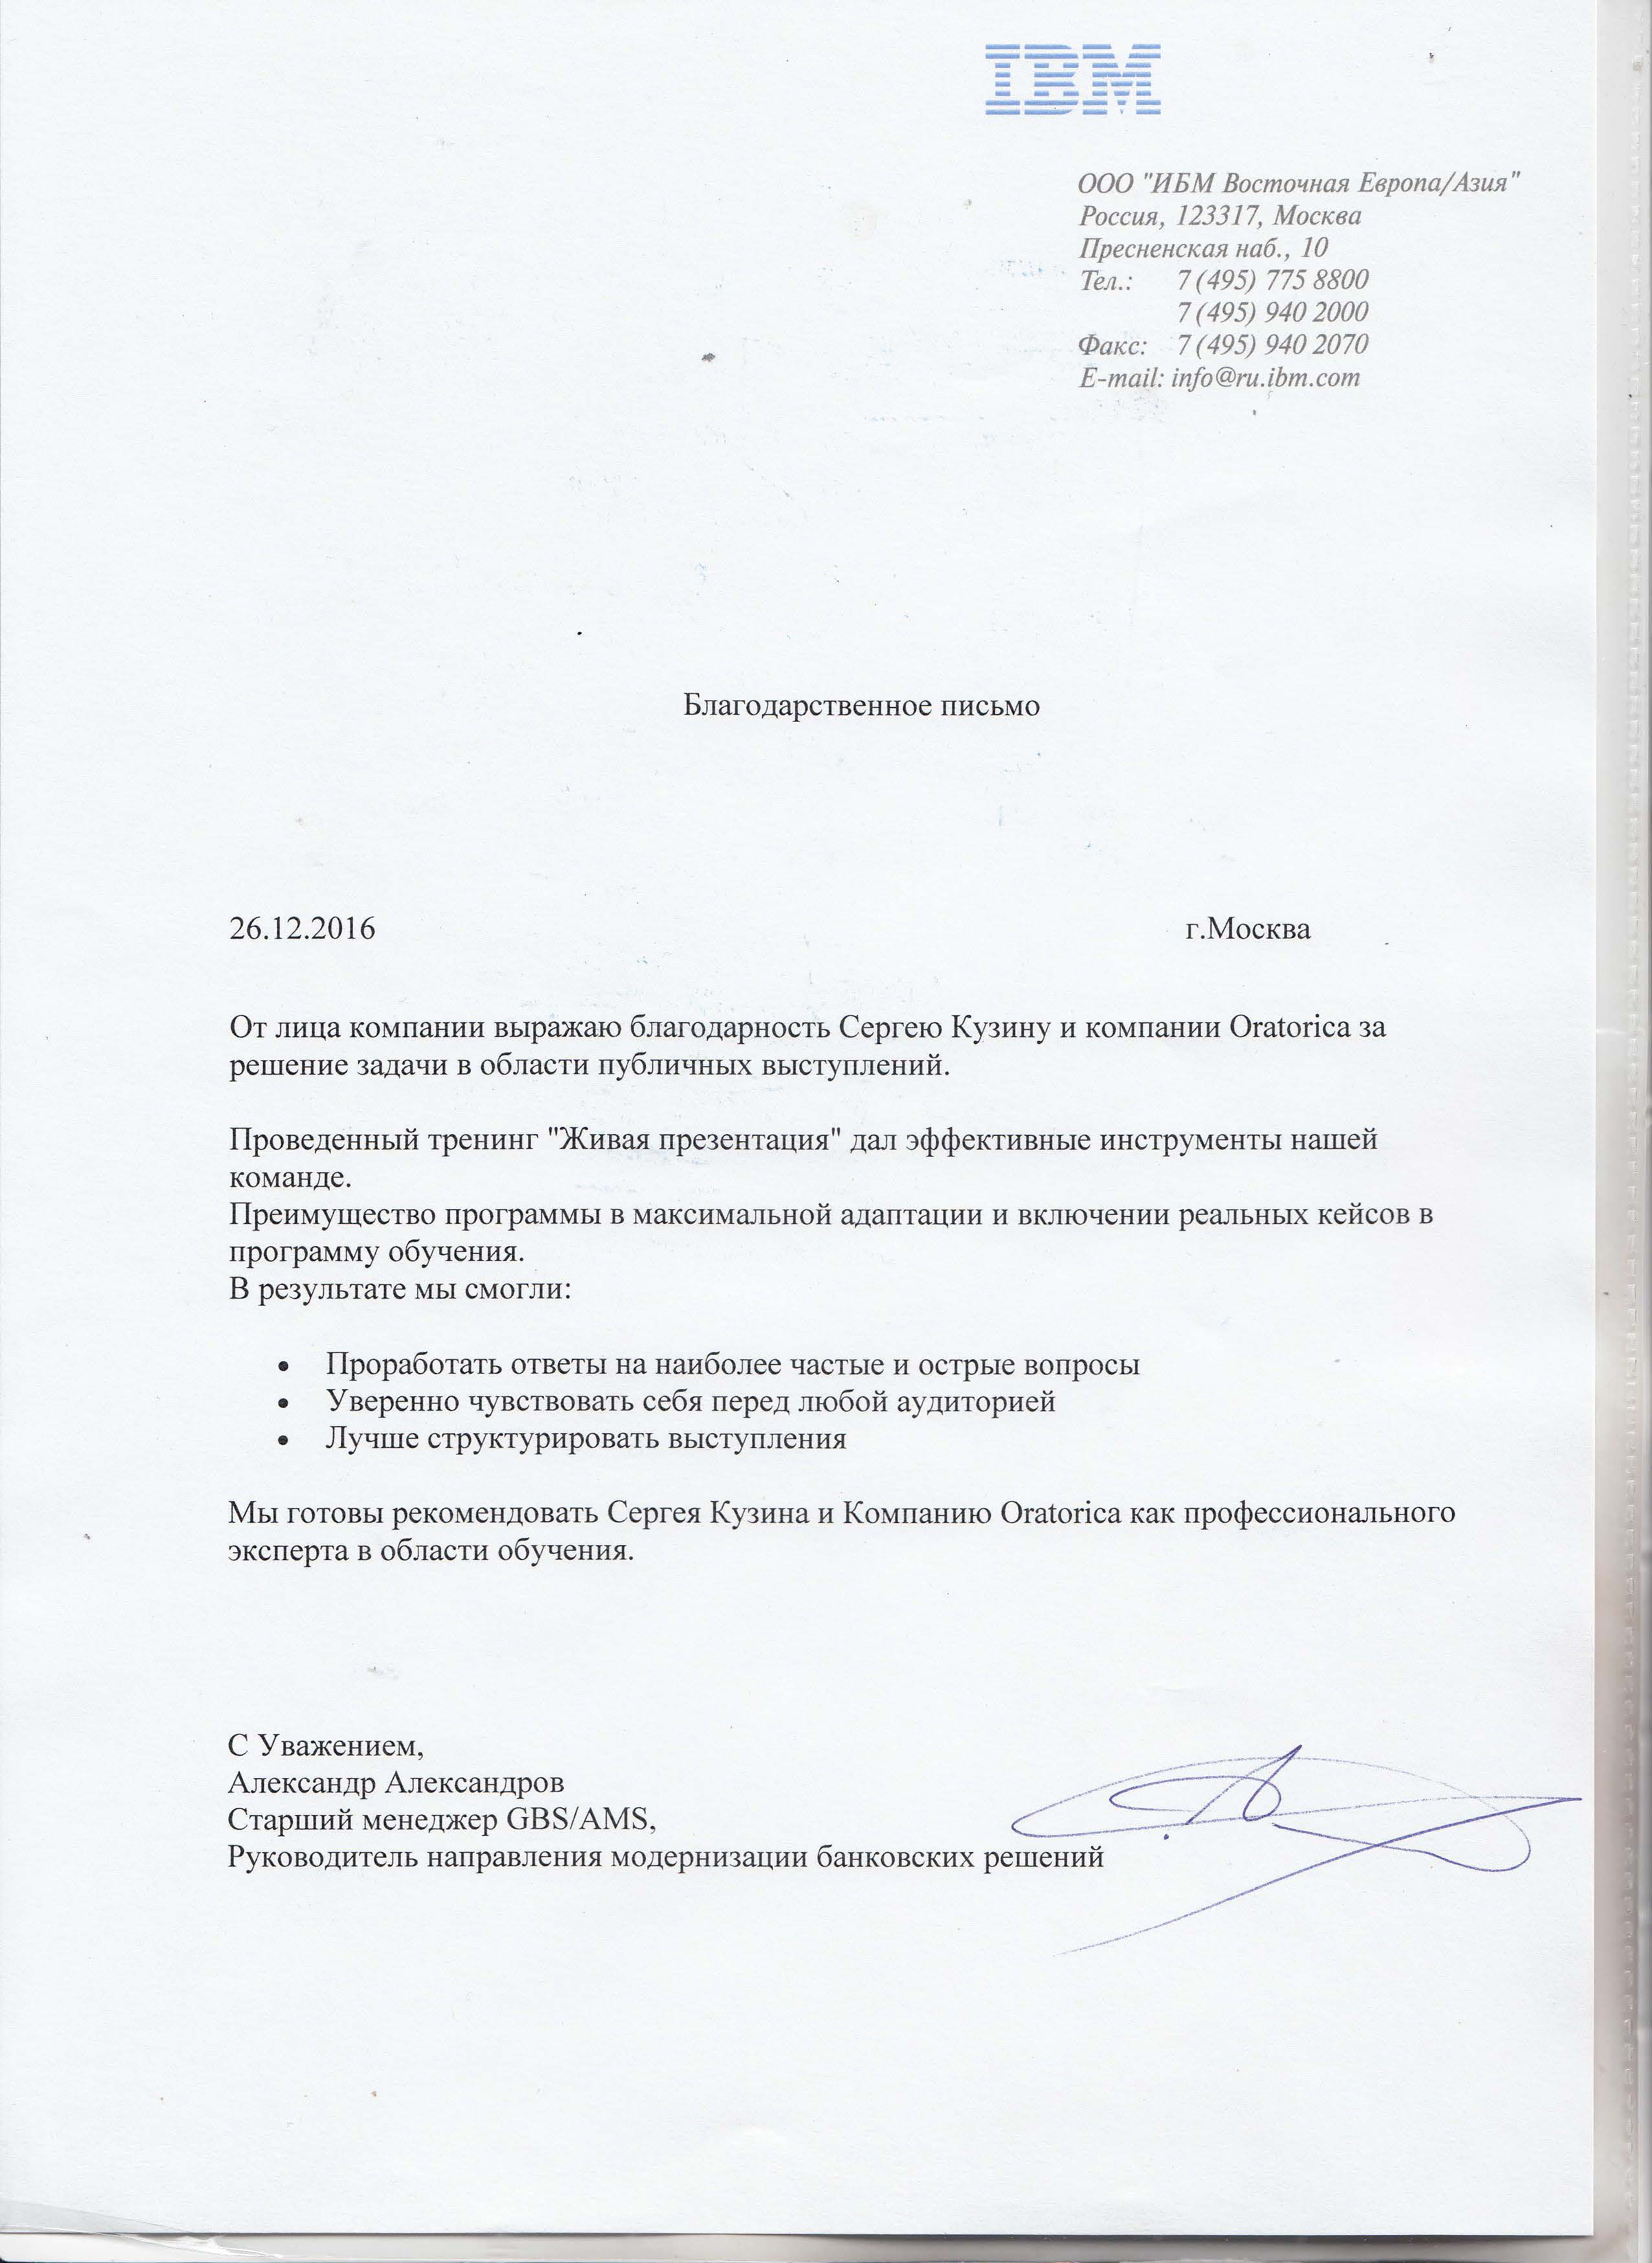 IBM
ООО "ИБМ Восточная Европа/Азия"
Россия, 123317, Москва
Пресненская наб., 10
Тел.: 7 (495) 775 8800
7 (495) 940 2000
Факс: 7 (495) 940 2070
E-mail: info@ru.ibm.com
Благодарственное письмо
26.12.2016 г.Москва
От лица компании выражаю благодарность Сергею Кузину и компании Oratorica за
решение задачи в области публичных выступлений.
Проведенный тренинг "Живая презентация" дал эффективные инструменты нашей
команде.
Преимущество программы в максимальной адаптации и включении реальных кейсов в
программу обучения.
В результате мы смогли:
• Проработать ответы на наиболее частые и острые вопросы
• Уверенно чувствовать себя перед любой аудиторией
• Лучше структурировать выступления
Мы готовы рекомендовать Сергея Кузина и Компанию Oratorica как профессионального
эксперта в области обучения.
С Уважением,
Александр Александров
Старший менеджер GBS/AMS,
Руководитель направления модернизации банковских решений